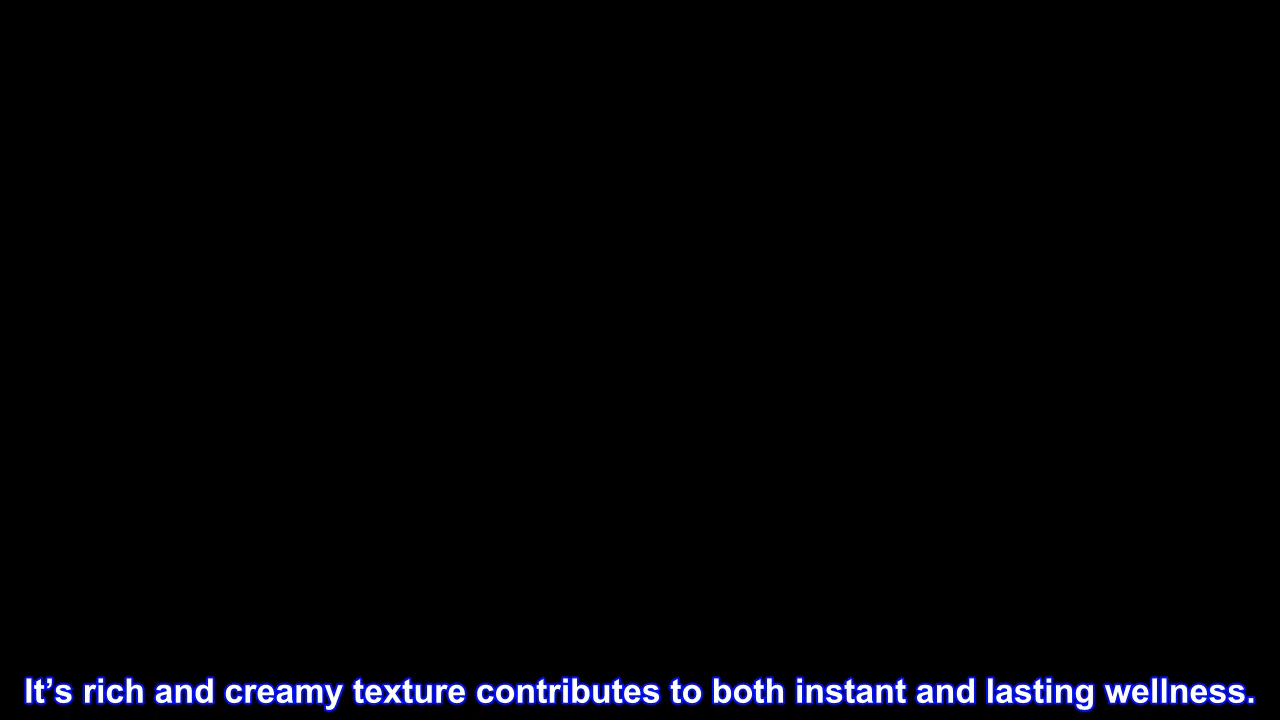 It’s rich and creamy texture contributes to both instant and lasting wellness.